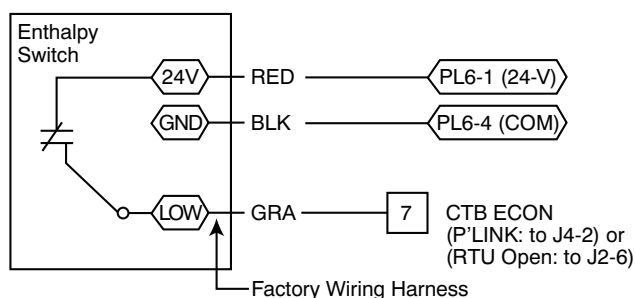 Enthalpy
Switch
24V RED PL6-1 (24-V)
GND BLK PL6-4 (COM)
LOW GRA 7 CTB ECON
(P'LINK: to J4-2) or
(RTU Open: to J2-6)
Factory Wiring Harness